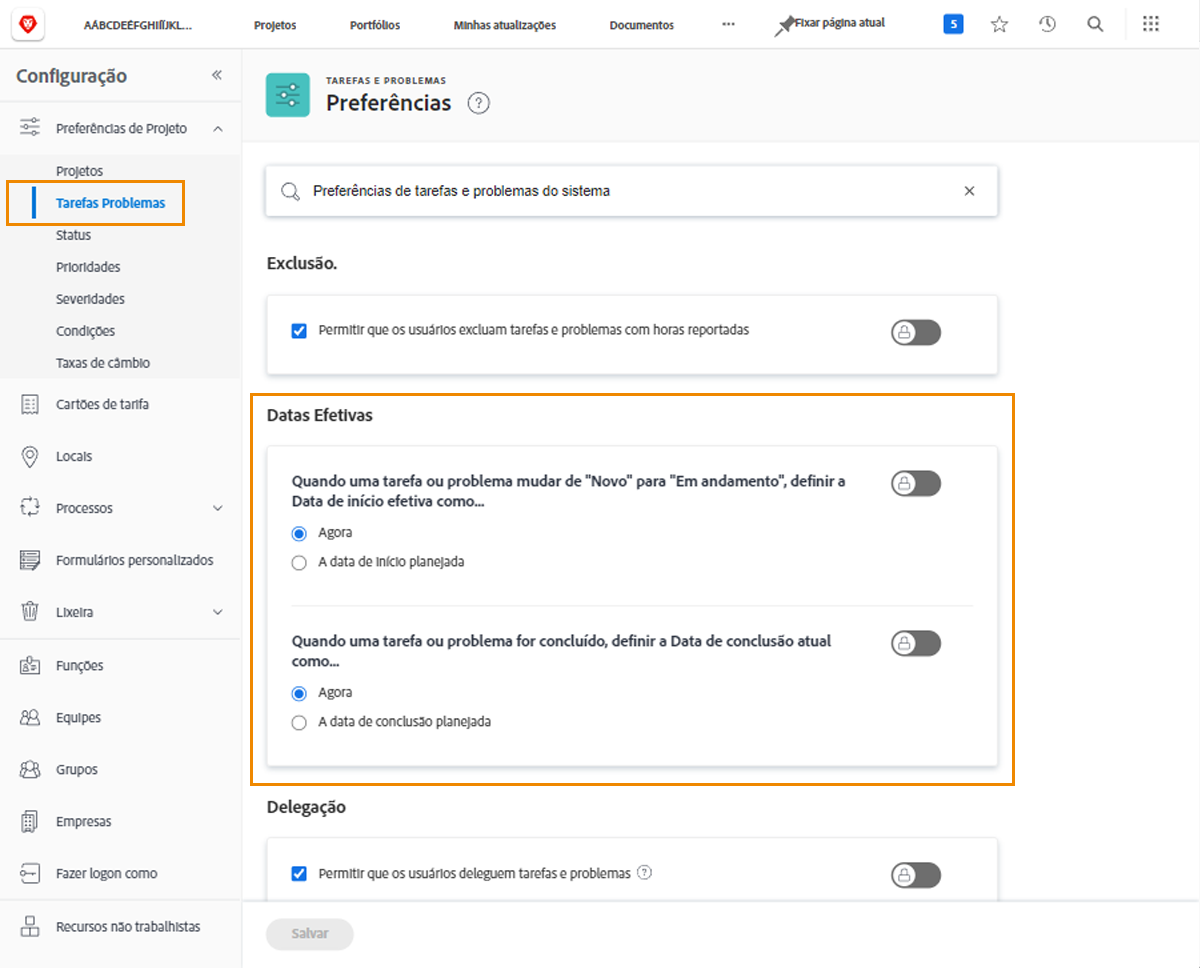 AÁBCDEÉFGHIÍÏJKL...
Projetos
Portfólios
Minhas atualizações
Documentos
Fixar página atual
5
Configuração
Preferências de Projeto
Projetos
Tarefas Problemas
Status
Prioridades
Severidades
Condições
Taxas de câmbio
Cartões de tarifa
Locais
Processos
Formulários personalizados
Lixeira
Funções
Equipes
Grupos
Empresas
Fazer logon como
Recursos não trabalhistas
TAREFAS E PROBLEMAS
Preferências
Preferências de tarefas e problemas do sistema
Exclusão.
Permitir que os usuários excluam tarefas e problemas com horas reportadas
Datas Efetivas
Quando uma tarefa ou problema mudar de "Novo" para "Em andamento", definir a
Data de início efetiva como...
Agora
A data de início planejada
Quando uma tarefa ou problema for concluído, definir a Data de conclusão atual
como...
Agora
A data de conclusão planejada
Delegação
Permitir que os usuários deleguem tarefas e problemas
Salvar